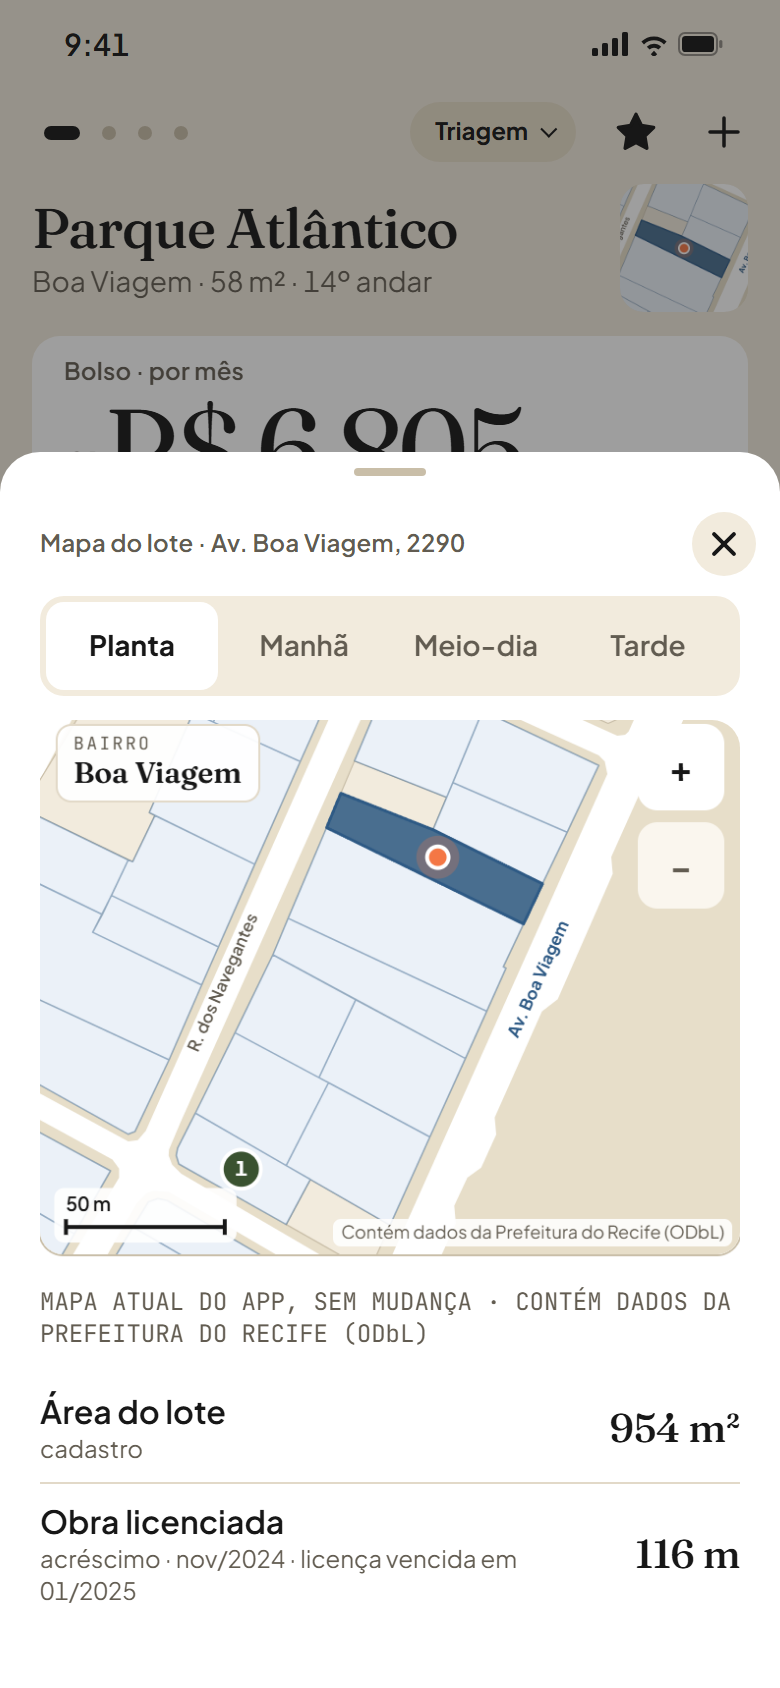 9:41
Triagem
Parque Atlântico
Boa Viagem · 58 m² · 14º andar
Bolso · por mês
R$ 6.805
Mapa do lote · Av. Boa Viagem, 2290
Planta
Manhã
Meio-dia
Tarde
BAIRRO
Boa Viagem
+
−
R. dos Navegantes
Av. Boa Viagem
1
50 m
Contém dados da Prefeitura do Recife (ODbL)
MAPA ATUAL DO APP, SEM MUDANÇA · CONTÉM DADOS DA
PREFEITURA DO RECIFE (ODbL)
Área do lote
cadastro
954 m²
Obra licenciada
acréscimo · nov/2024 · licença vencida em
01/2025
116 m